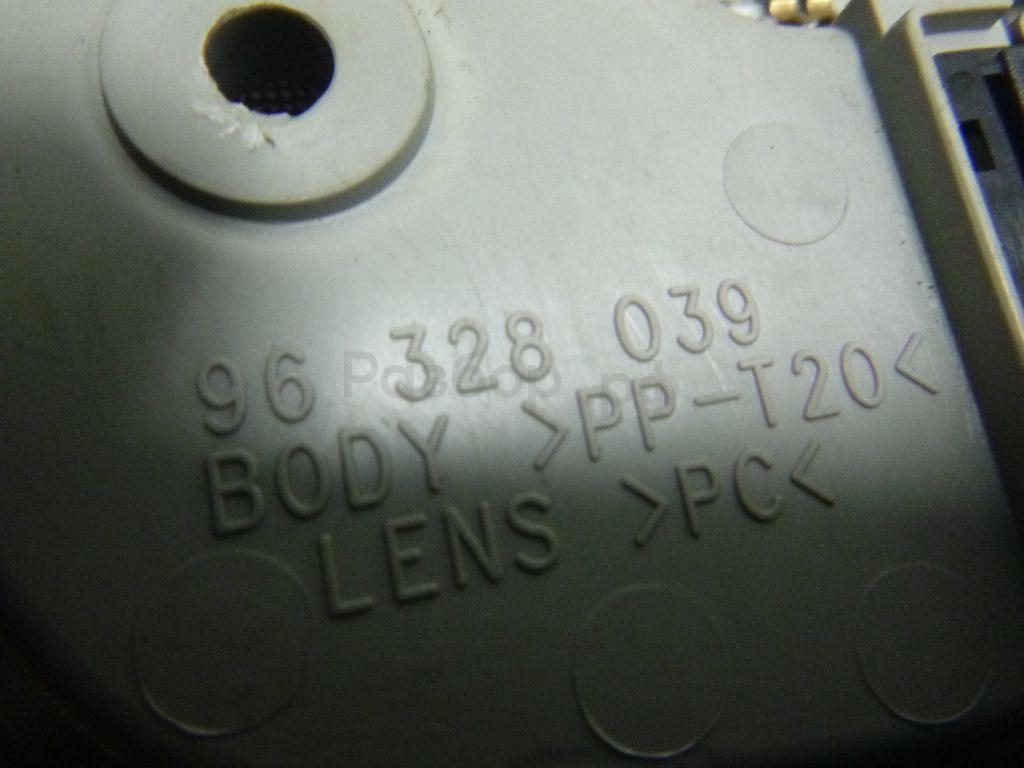 96 328 039
BODY >PP-T20<
LENS >PC<